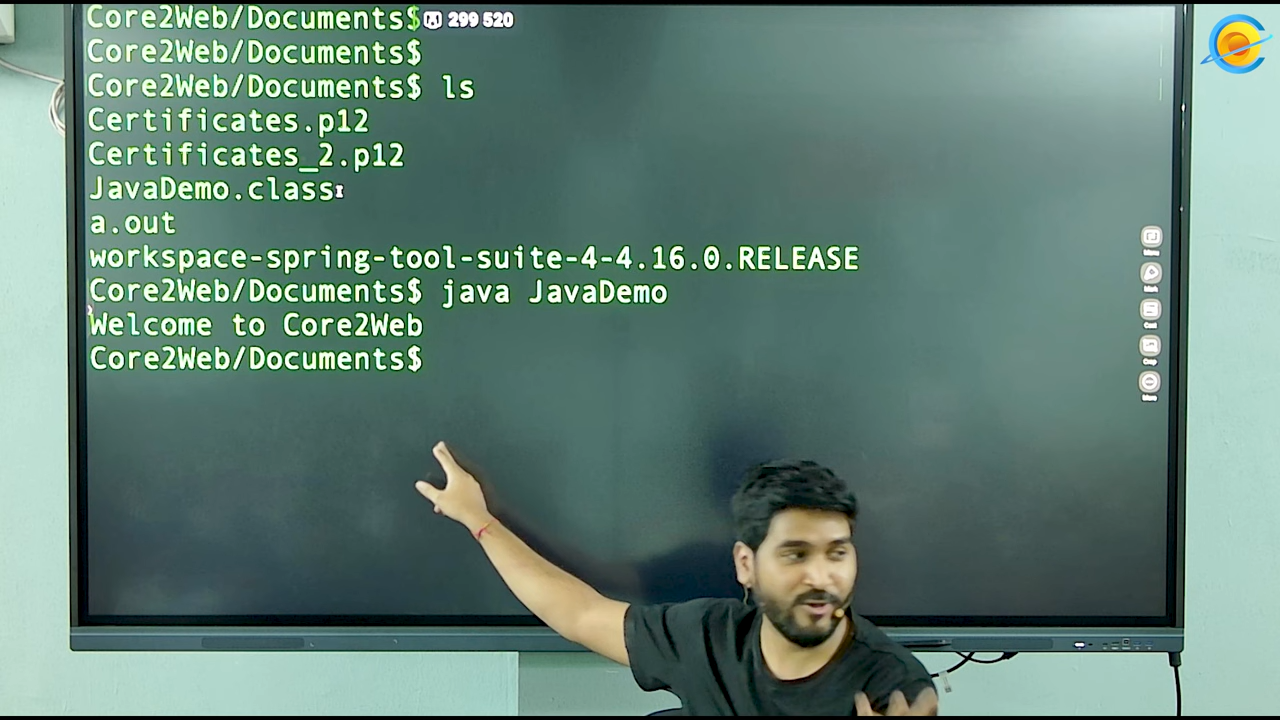 Core2Web/Documents$ 299 520
Core2Web/Documents$
Core2Web/Documents$ ls
Certificates.p12
Certificates_2.p12
JavaDemo.class
a.out
workspace-spring-tool-suite-4-4.16.0.RELEASE
Core2Web/Documents$ java JavaDemo
Welcome to Core2Web
Core2Web/Documents$